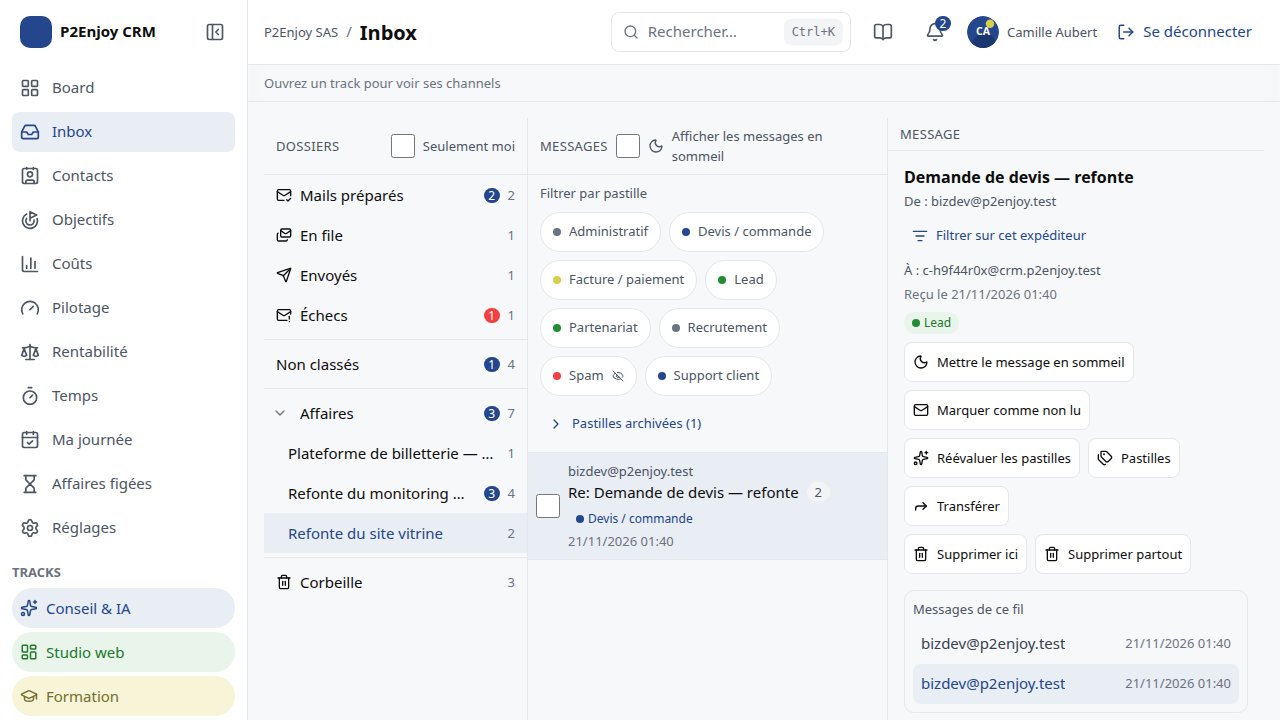 P2Enjoy CRM
Board
Inbox
Contacts
Objectifs
Coûts
Pilotage
Rentabilité
Temps
Ma journée
Affaires figées
Réglages
TRACKS
Conseil & IA
Studio web
Formation
P2Enjoy SAS / Inbox
Rechercher... Ctrl+K
2
CA Camille Aubert
Se déconnecter
Ouvrez un track pour voir ses channels
DOSSIERS Seulement moi
Mails préparés 2 2
En file 1
Envoyés 1
Échecs 1 1
Non classés 1 4
Affaires 3 7
Plateforme de billetterie — ... 1
Refonte du monitoring ... 3 4
Refonte du site vitrine 2
Corbeille 3
MESSAGES Afficher les messages en
sommeil
Filtrer par pastille
Administratif Devis / commande
Facture / paiement Lead
Partenariat Recrutement
Spam Support client
Pastilles archivées (1)
bizdev@p2enjoy.test
Re: Demande de devis — refonte 2
Devis / commande
21/11/2026 01:40
MESSAGE
Demande de devis — refonte
De : bizdev@p2enjoy.test
Filtrer sur cet expéditeur
À : c-h9f44r0x@crm.p2enjoy.test
Reçu le 21/11/2026 01:40
Lead
Mettre le message en sommeil
Marquer comme non lu
Réévaluer les pastilles Pastilles
Transférer
Supprimer ici Supprimer partout
Messages de ce fil
bizdev@p2enjoy.test 21/11/2026 01:40
bizdev@p2enjoy.test 21/11/2026 01:40